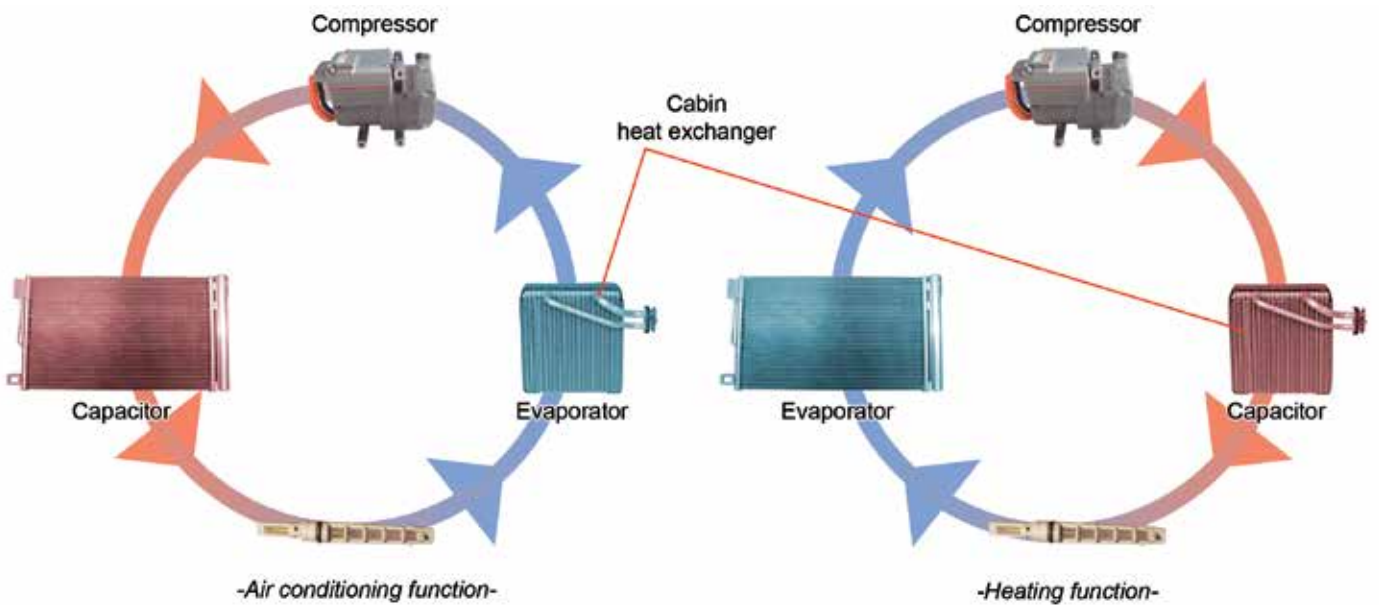 Compressor
Compressor
Cabin
heat exchanger
Capacitor
Evaporator
Evaporator
Capacitor
-Air conditioning function-
-Heating function-